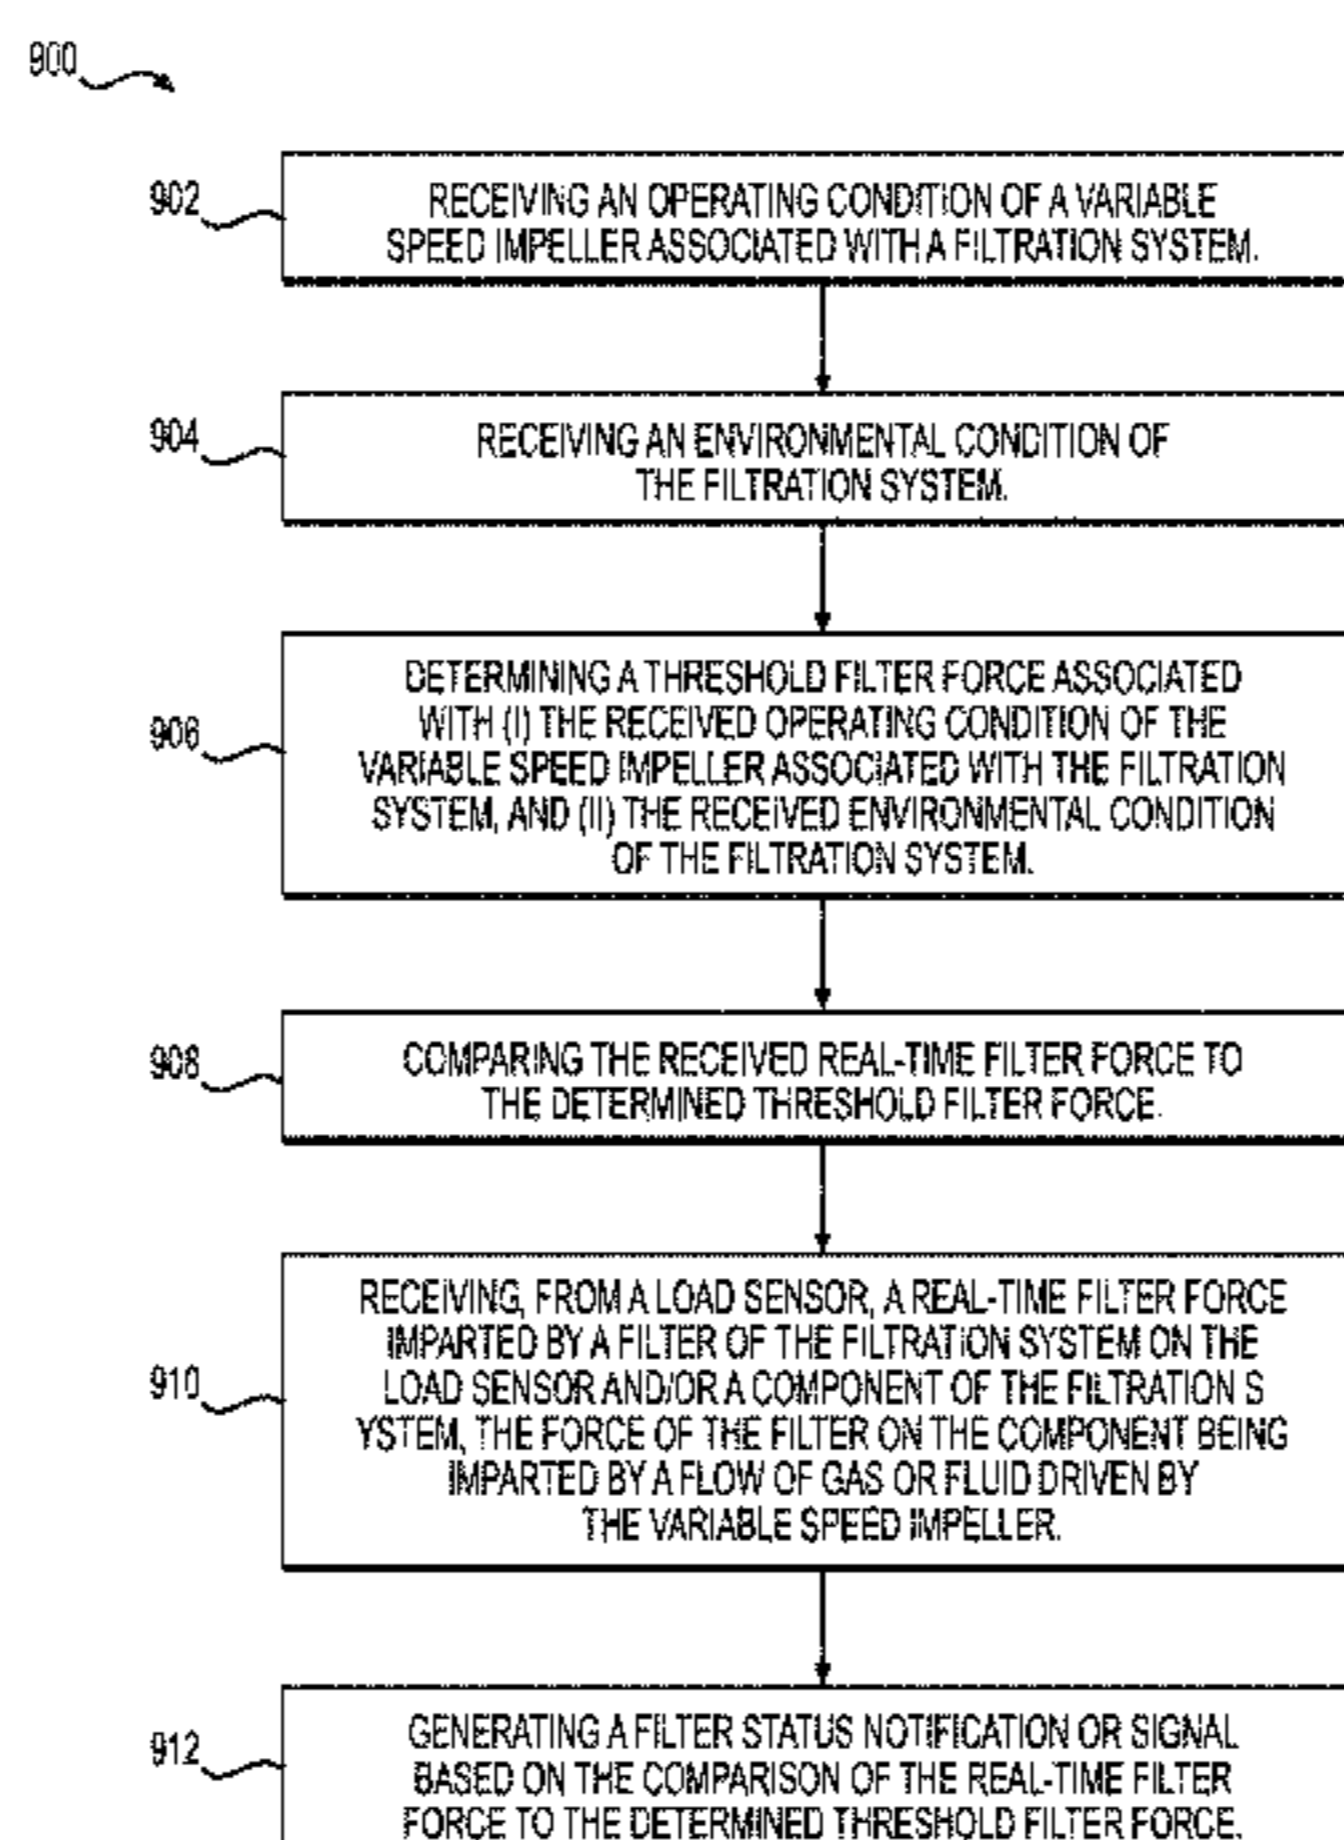 900
902
RECEIVING AN OPERATING CONDITION OF A VARIABLE
SPEED IMPELLER ASSOCIATED WITH A FILTRATION SYSTEM.
904
RECEIVING AN ENVIRONMENTAL CONDITION OF
THE FILTRATION SYSTEM.
906
DETERMINING A THRESHOLD FILTER FORCE ASSOCIATED
WITH (I) THE RECEIVED OPERATING CONDITION OF THE
VARIABLE SPEED IMPELLER ASSOCIATED WITH THE FILTRATION
SYSTEM, AND (II) THE RECEIVED ENVIRONMENTAL CONDITION
OF THE FILTRATION SYSTEM.
908
COMPARING THE RECEIVED REAL-TIME FILTER FORCE TO
THE DETERMINED THRESHOLD FILTER FORCE.
910
RECEIVING, FROM A LOAD SENSOR, A REAL-TIME FILTER FORCE
IMPARTED BY A FILTER OF THE FILTRATION SYSTEM ON THE
LOAD SENSOR AND/OR A COMPONENT OF THE FILTRATION S
YSTEM, THE FORCE OF THE FILTER ON THE COMPONENT BEING
IMPARTED BY A FLOW OF GAS OR FLUID DRIVEN BY
THE VARIABLE SPEED IMPELLER.
912
GENERATING A FILTER STATUS NOTIFICATION OR SIGNAL
BASED ON THE COMPARISON OF THE REAL-TIME FILTER
FORCE TO THE DETERMINED THRESHOLD FILTER FORCE.